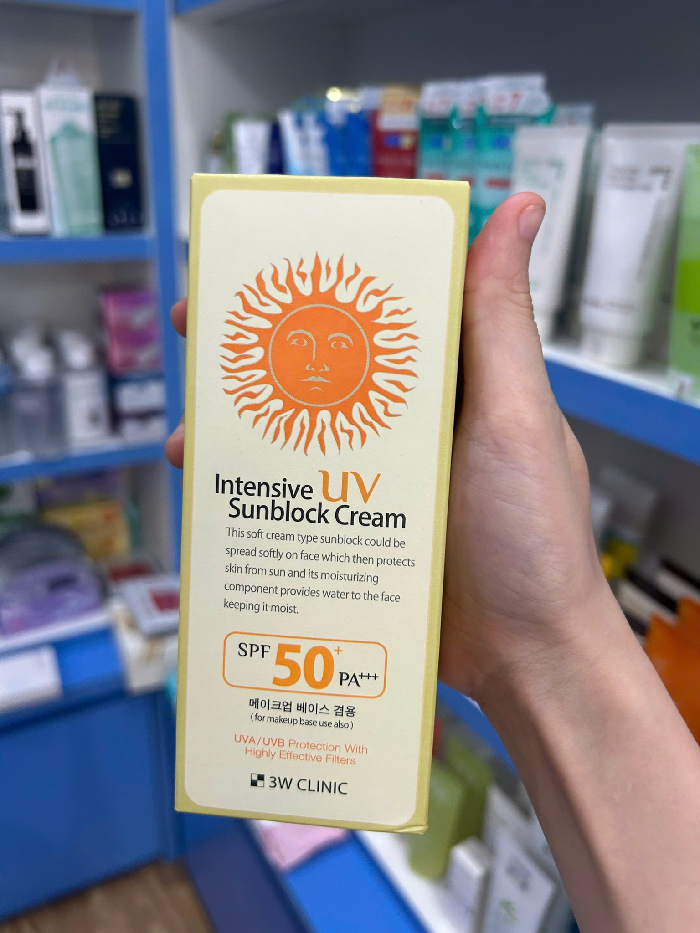 Intensive UV
Sunblock Cream
This soft cream type sunblock could be
spread softly on face which then protects
skin from sun and its moisturizing
component provides water to the face
keeping it moist.
SPF 50+ PA+++
메이크업 베이스 겸용
( for makeup base use also )
UVA/UVB Protection With
Highly Effective Filters
3W CLINIC